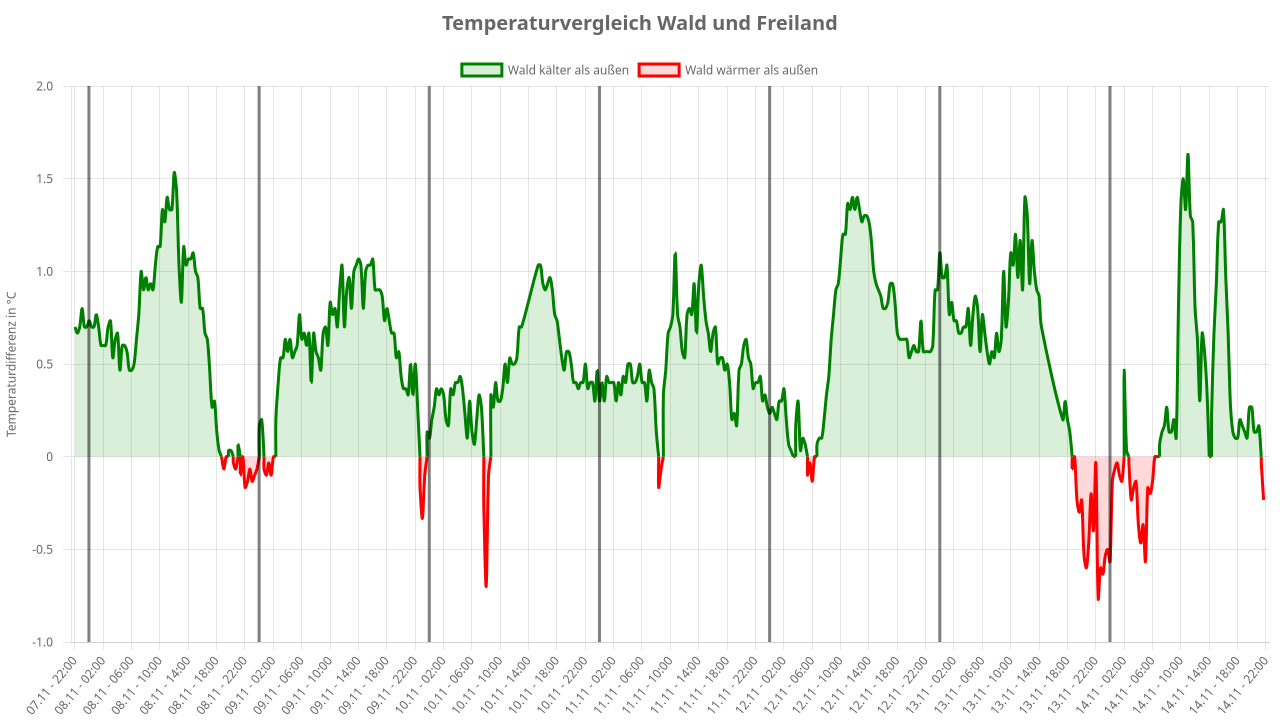 Temperaturvergleich Wald und Freiland
Wald kälter als außen
Wald wärmer als außen
Temperaturdifferenz in °C
2.0
1.5
1.0
0.5
0
-0.5
-1.0
07.11 - 22:00
08.11 - 02:00
08.11 - 06:00
08.11 - 10:00
08.11 - 14:00
08.11 - 18:00
08.11 - 22:00
09.11 - 02:00
09.11 - 06:00
09.11 - 10:00
09.11 - 14:00
09.11 - 18:00
09.11 - 22:00
10.11 - 02:00
10.11 - 06:00
10.11 - 10:00
10.11 - 14:00
10.11 - 18:00
10.11 - 22:00
11.11 - 02:00
11.11 - 06:00
11.11 - 10:00
11.11 - 14:00
11.11 - 18:00
11.11 - 22:00
12.11 - 02:00
12.11 - 06:00
12.11 - 10:00
12.11 - 14:00
12.11 - 18:00
12.11 - 22:00
13.11 - 02:00
13.11 - 06:00
13.11 - 10:00
13.11 - 14:00
13.11 - 18:00
13.11 - 22:00
14.11 - 02:00
14.11 - 06:00
14.11 - 10:00
14.11 - 14:00
14.11 - 18:00
14.11 - 22:00